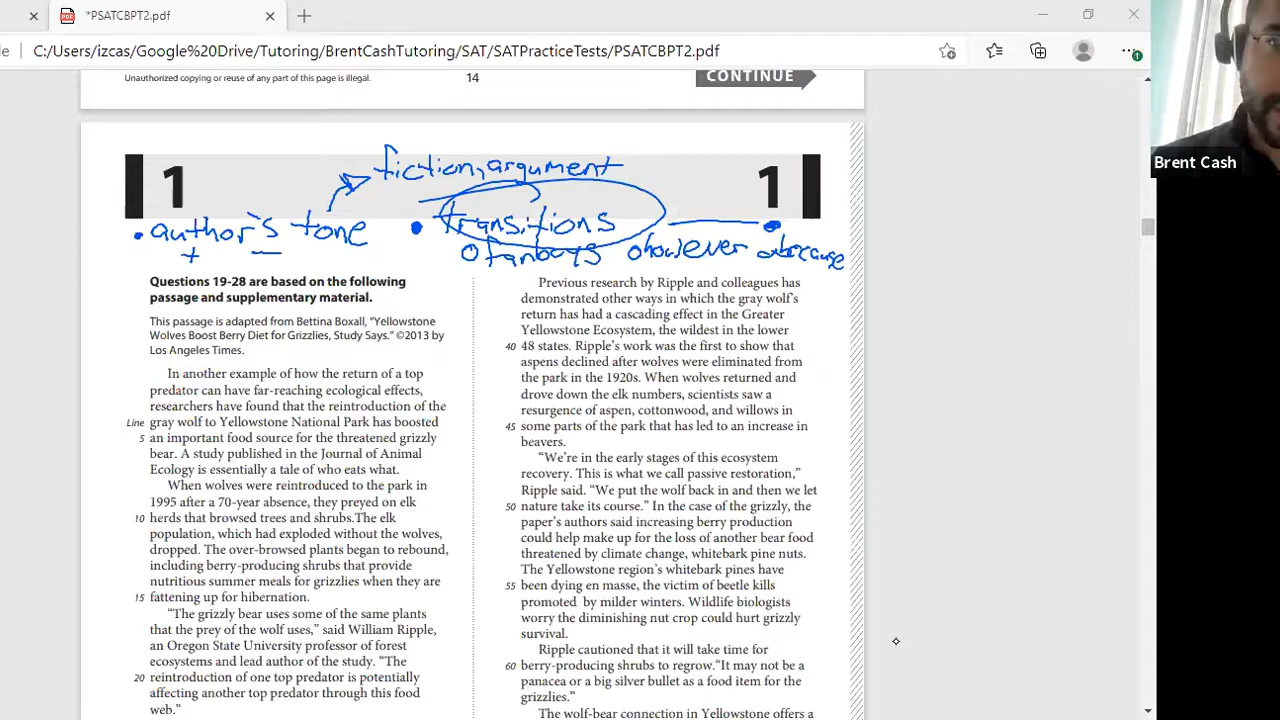 *PSATCBPT2.pdf
C:/Users/izcas/Google%20Drive/Tutoring/BrentCashTutoring/SAT/SATPracticeTests/PSATCBPT2.pdf
Unauthorized copying or reuse of any part of this page is illegal.
14
CONTINUE
Brent Cash
fiction, argument
1
1
author's tone
transitions
+ —
fanboys
however
because
Questions 19-28 are based on the following
passage and supplementary material.
This passage is adapted from Bettina Boxall, “Yellowstone
Wolves Boost Berry Diet for Grizzlies, Study Says.” ©2013 by
Los Angeles Times.
In another example of how the return of a top
predator can have far-reaching ecological effects,
researchers have found that the reintroduction of the
Line gray wolf to Yellowstone National Park has boosted
5 an important food source for the threatened grizzly
bear. A study published in the Journal of Animal
Ecology is essentially a tale of who eats what.
When wolves were reintroduced to the park in
1995 after a 70-year absence, they preyed on elk
10 herds that browsed trees and shrubs.The elk
population, which had exploded without the wolves,
dropped. The over-browsed plants began to rebound,
including berry-producing shrubs that provide
nutritious summer meals for grizzlies when they are
15 fattening up for hibernation.
“The grizzly bear uses some of the same plants
that the prey of the wolf uses,” said William Ripple,
an Oregon State University professor of forest
ecosystems and lead author of the study. “The
20 reintroduction of one top predator is potentially
affecting another top predator through this food
web.”
Previous research by Ripple and colleagues has
demonstrated other ways in which the gray wolf’s
return has had a cascading effect in the Greater
Yellowstone Ecosystem, the wildest in the lower
40 48 states. Ripple’s work was the first to show that
aspens declined after wolves were eliminated from
the park in the 1920s. When wolves returned and
drove down the elk numbers, scientists saw a
resurgence of aspen, cottonwood, and willows in
45 some parts of the park that has led to an increase in
beavers.
“We’re in the early stages of this ecosystem
recovery. This is what we call passive restoration,”
Ripple said. “We put the wolf back in and then we let
50 nature take its course.” In the case of the grizzly, the
paper’s authors said increasing berry production
could help make up for the loss of another bear food
threatened by climate change, whitebark pine nuts.
The Yellowstone region’s whitebark pines have
55 been dying en masse, the victim of beetle kills
promoted by milder winters. Wildlife biologists
worry the diminishing nut crop could hurt grizzly
survival.
Ripple cautioned that it will take time for
60 berry-producing shrubs to regrow.“It may not be a
panacea or a big silver bullet as a food item for the
grizzlies.”
The wolf-bear connection in Yellowstone offers a